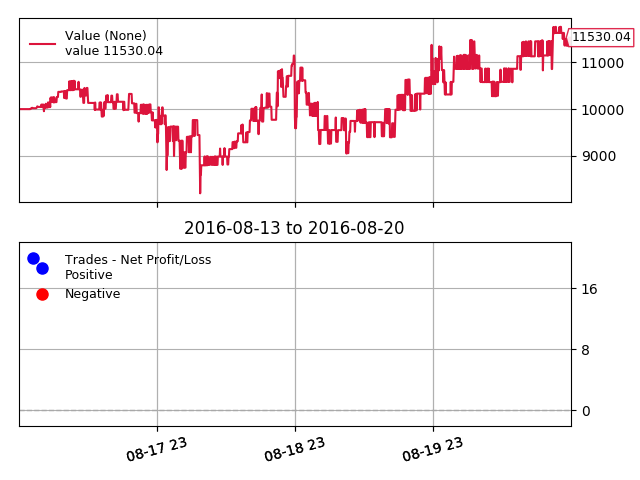 Value (None)
value 11530.04
11530.04
11000
10000
9000
2016-08-13 to 2016-08-20
Trades - Net Profit/Loss
Positive
Negative
16
8
0
08-17 23
08-18 23
08-19 23